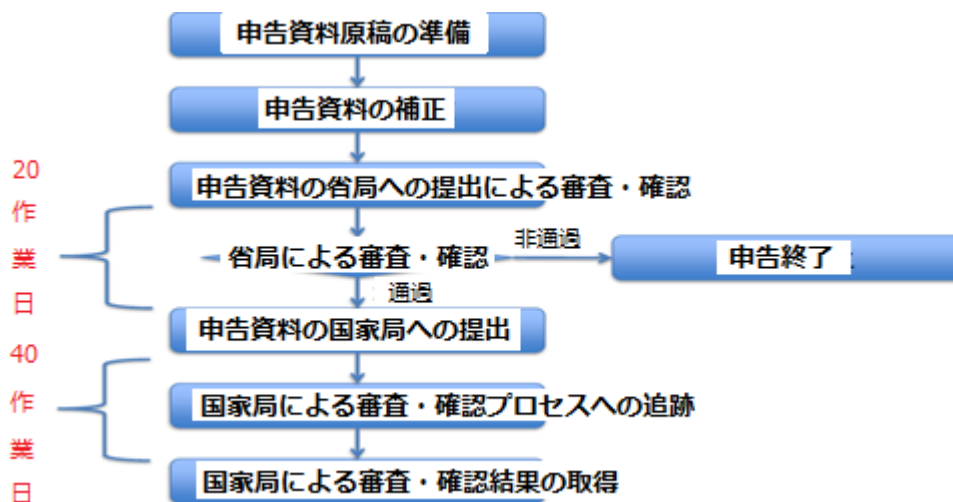 申告資料原稿の準備
申告資料の補正
20
作
業
日
申告資料の省局への提出による審査・確認
省局による審査・確認
非通過
申告終了
通過
申告資料の国家局への提出
40
作
業
日
国家局による審査・確認プロセスへの追跡
国家局による審査・確認結果の取得